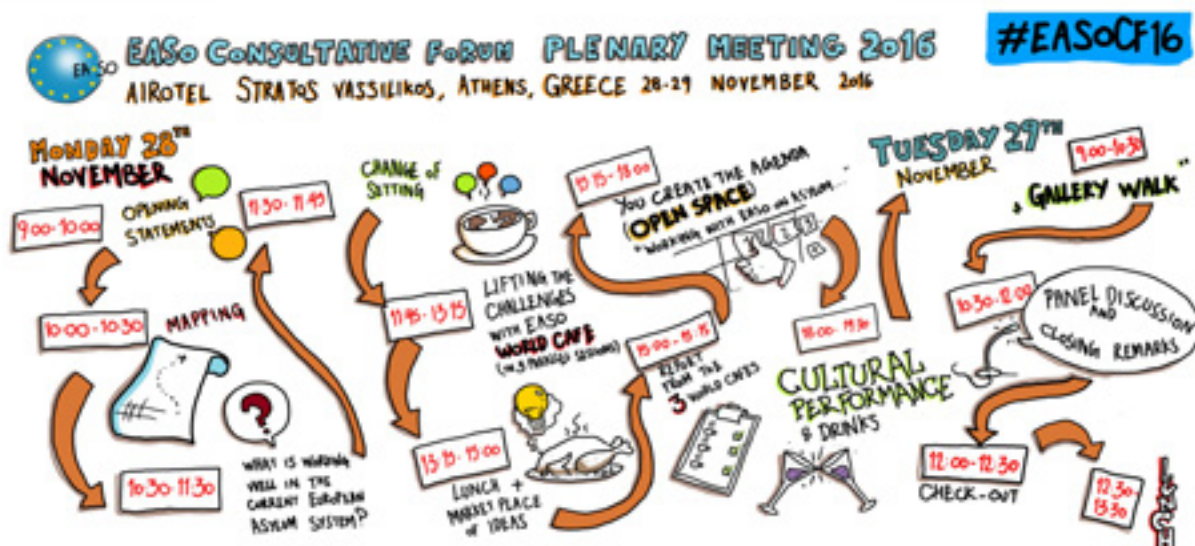 EASO
EASO CONSULTATIVE FORUM PLENARY MEETING 2016
#EASOCF16
AIROTEL STRATOS VASSILIKOS, ATHENS, GREECE 28-29 NOVEMBER 2016
MONDAY 28TH
NOVEMBER
9:00-10:00
OPENING
STATEMENTS
10:00-10:30
MAPPING
10:30-11:30
?
WHAT IS WORKING
WELL IN THE
CURRENT EUROPEAN
ASYLUM SYSTEM?
11:30-11:45
CHANGE OF
SETTING
11:45-13:15
LIFTING THE
CHALLENGES
WITH EASO
WORLD CAFE
13:15-15:00
LUNCH +
MARKET PLACE
OF IDEAS
15:00-15:15
REPORT
FROM THE
3 WORLD CAFES
15:15-18:00
YOU CREATE THE AGENDA
(OPEN SPACE)
"WORKING WITH EASO ON ASYLUM..."
CULTURAL
PERFORMANCE
& DRINKS
TUESDAY 29TH
NOVEMBER
9:00-10:30
GALLERY WALK"
10:30-12:00
PANEL DISCUSSION
AND
CLOSING REMARKS
12:00-12:30
CHECK-OUT
12:30-
13:30
LUNCH